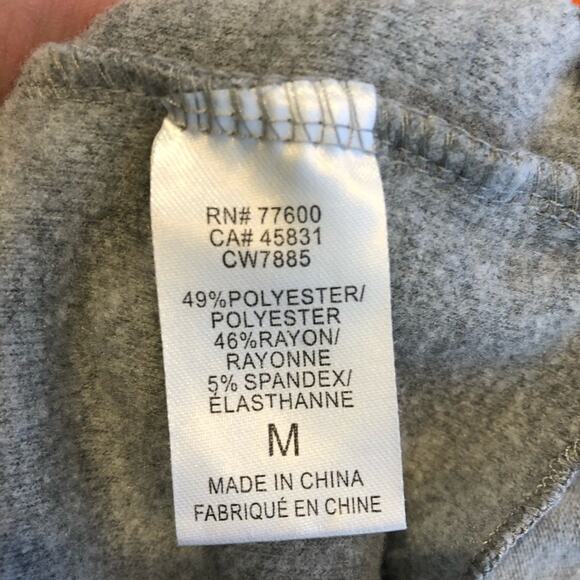 RN# 77600
CA# 45831
CW7885
49%POLYESTER/
POLYESTER
46%RAYON/
RAYONNE
5% SPANDEX/
ÉLASTHANNE
M
MADE IN CHINA
FABRIQUÉ EN CHINE